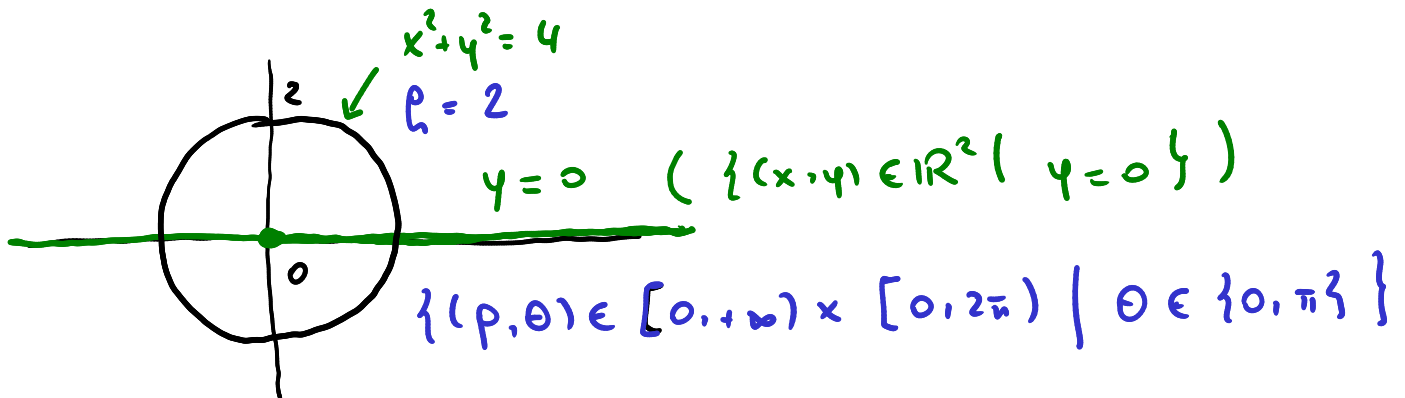 x²+y² = 4
2
ρ = 2
y = 0 ( {(x,y) ∈ ℝ² | y = 0} )
0
{(ρ,θ) ∈ [0,+∞) × [0,2π) | θ ∈ {0,π} }